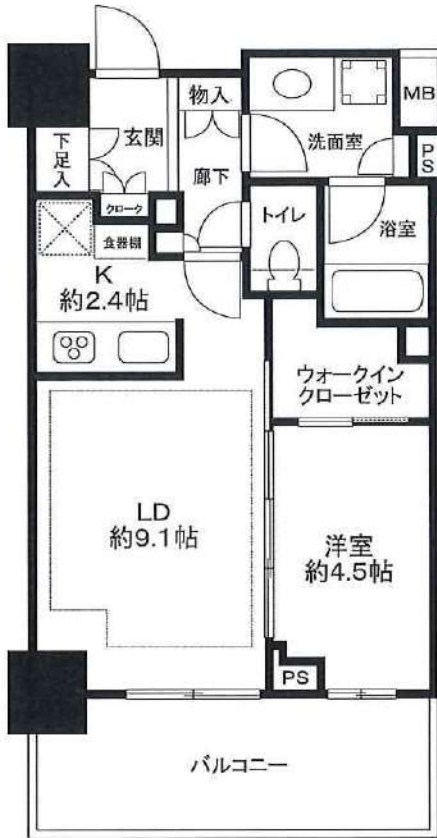 物入
MB
玄関
下足入
洗面室
PS
廊下
クローク
トイレ
浴室
食器棚
K
約2.4帖
ウォークイン
クローゼット
LD
約9.1帖
洋室
約4.5帖
PS
バルコニー